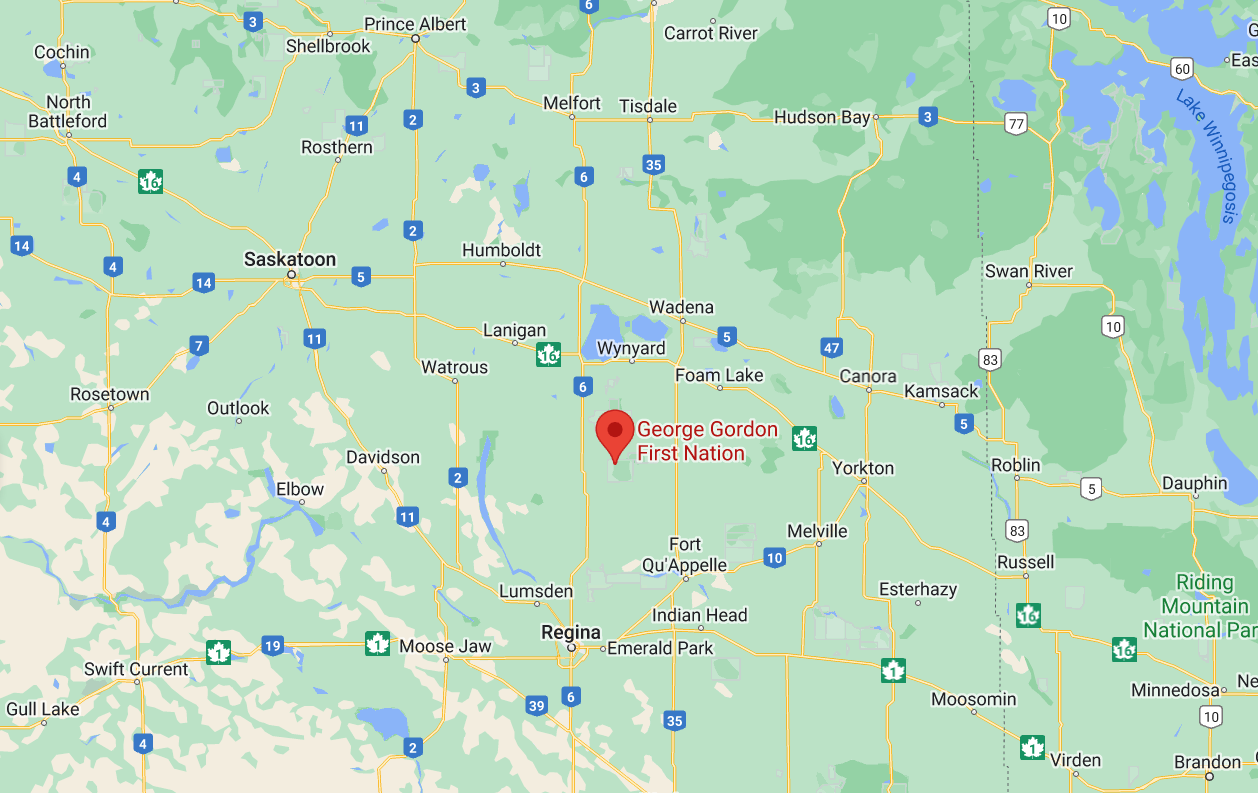 6
10
3
Prince Albert
Carrot River
Shellbrook
G
Cochin
60
Eas
3
Lake Winnipegosis
North
Battleford
Melfort
Tisdale
11
2
Hudson Bay
3
77
Rosthern
35
4
16
6
14
2
4
Humboldt
Saskatoon
5
14
Swan River
Wadena
10
Lanigan
11
5
7
16
Wynyard
47
83
Watrous
6
Foam Lake
Canora
Kamsack
Rosetown
Outlook
5
George Gordon
First Nation
16
Davidson
2
Yorkton
Roblin
Dauphin
Elbow
5
4
11
Melville
83
Fort
Qu'Appelle
10
Russell
Lumsden
Esterhazy
Riding
Mountain
National Par
Indian Head
16
Regina
1
19
1
Moose Jaw
Emerald Park
16
Swift Current
1
Ne
Minnedosa
Moosomin
Gull Lake
39
6
35
10
4
2
1
Virden
Brandon